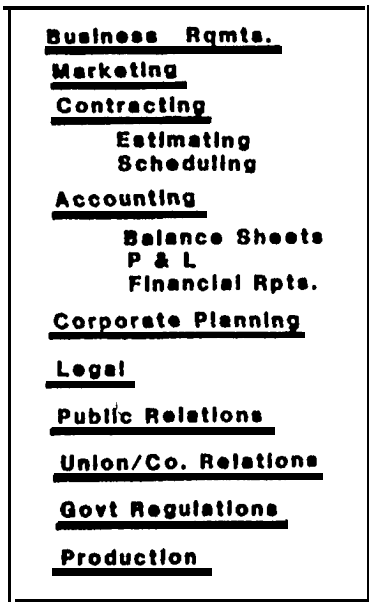 Business Rqmts.
Marketing
Contracting
Estimating
Scheduling
Accounting
Balance Sheets
P & L
Financial Rpts.
Corporate Planning
Legal
Public Relations
Union/Co. Relations
Govt Regulations
Production